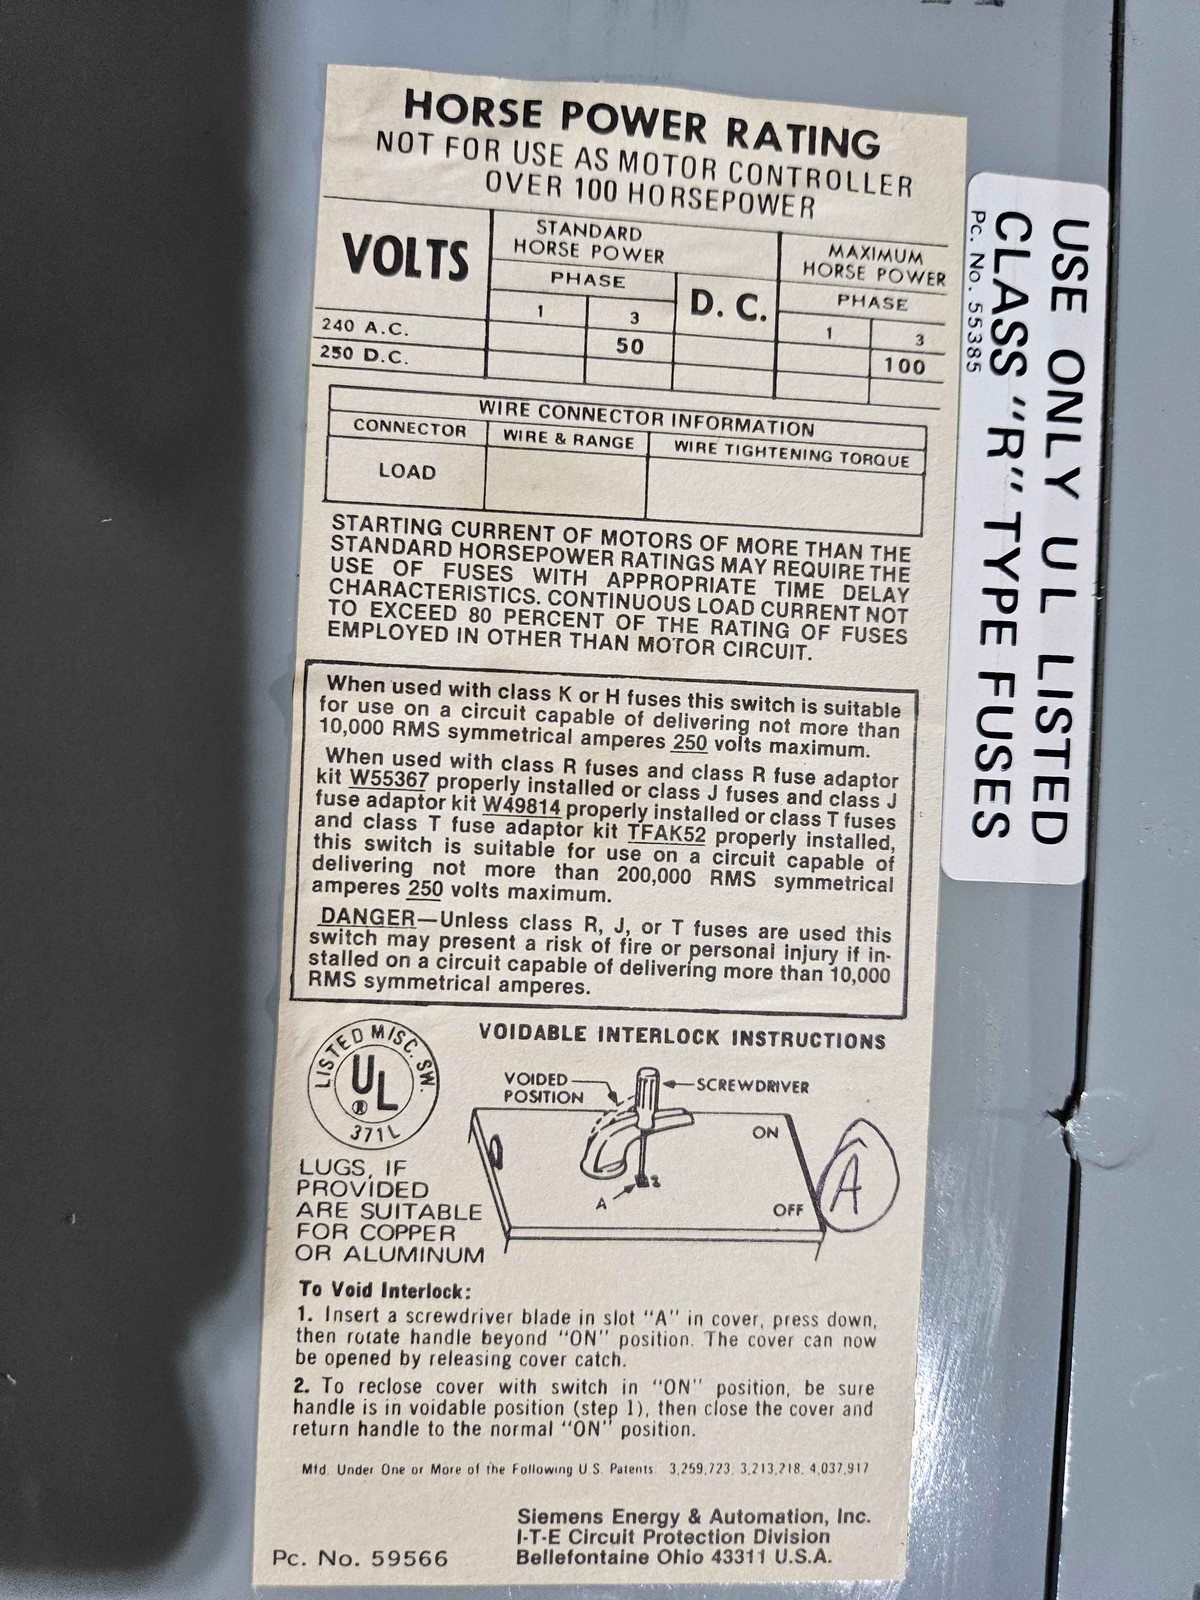 HORSE POWER RATING
NOT FOR USE AS MOTOR CONTROLLER
OVER 100 HORSEPOWER
VOLTS
STANDARD
HORSE POWER
PHASE
1
3
D. C.
MAXIMUM
HORSE POWER
PHASE
1
3
240 A.C.
50
100
250 D.C.
WIRE CONNECTOR INFORMATION
CONNECTOR
WIRE & RANGE
WIRE TIGHTENING TORQUE
LOAD
STARTING CURRENT OF MOTORS OF MORE THAN THE
STANDARD HORSEPOWER RATINGS MAY REQUIRE THE
USE OF FUSES WITH APPROPRIATE TIME DELAY
CHARACTERISTICS. CONTINUOUS LOAD CURRENT NOT
TO EXCEED 80 PERCENT OF THE RATING OF FUSES
EMPLOYED IN OTHER THAN MOTOR CIRCUIT.
When used with class K or H fuses this switch is suitable
for use on a circuit capable of delivering not more than
10,000 RMS symmetrical amperes 250 volts maximum.
When used with class R fuses and class R fuse adaptor
kit W55367 properly installed or class J fuses and class J
fuse adaptor kit W49814 properly installed or class T fuses
and class T fuse adaptor kit TFAK52 properly installed,
this switch is suitable for use on a circuit capable of
delivering not more than 200,000 RMS symmetrical
amperes 250 volts maximum.
DANGER—Unless class R, J, or T fuses are used this
switch may present a risk of fire or personal injury if in-
stalled on a circuit capable of delivering more than 10,000
RMS symmetrical amperes.
LISTED MISC. SW.
UL
®
371L
LUGS, IF
PROVIDED
ARE SUITABLE
FOR COPPER
OR ALUMINUM
VOIDABLE INTERLOCK INSTRUCTIONS
VOIDED
POSITION
SCREWDRIVER
ON
A
OFF
A
To Void Interlock:
1. Insert a screwdriver blade in slot "A" in cover, press down,
then rotate handle beyond "ON" position. The cover can now
be opened by releasing cover catch.
2. To reclose cover with switch in "ON" position, be sure
handle is in voidable position (step 1), then close the cover and
return handle to the normal "ON" position.
Mfd. Under One or More of the Following U.S. Patents: 3,259,723, 3,213,218, 4,037,917
Siemens Energy & Automation, Inc.
I-T-E Circuit Protection Division
Bellefontaine Ohio 43311 U.S.A.
Pc. No. 59566
USE ONLY UL LISTED
CLASS "R" TYPE FUSES
Pc. No. 55385